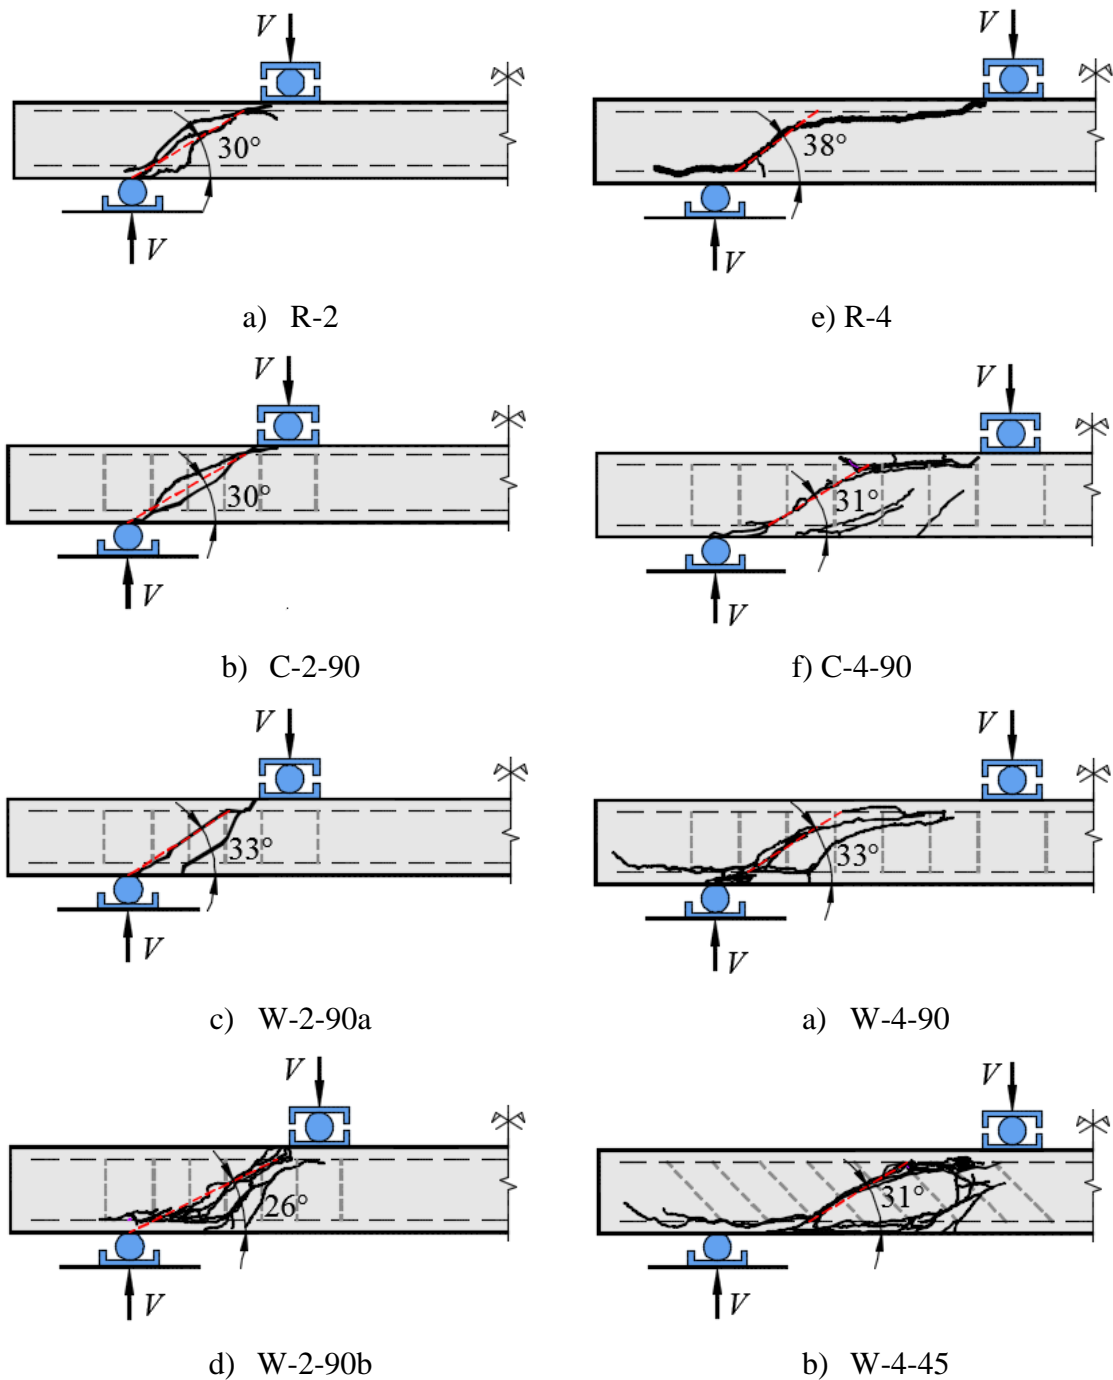 V V
30° 38°
V V
a) R-2 e) R-4
V V
30° 31°
V V
b) C-2-90 f) C-4-90
V V
33° 33°
V V
c) W-2-90a a) W-4-90
V V
26° 31°
V V
d) W-2-90b b) W-4-45